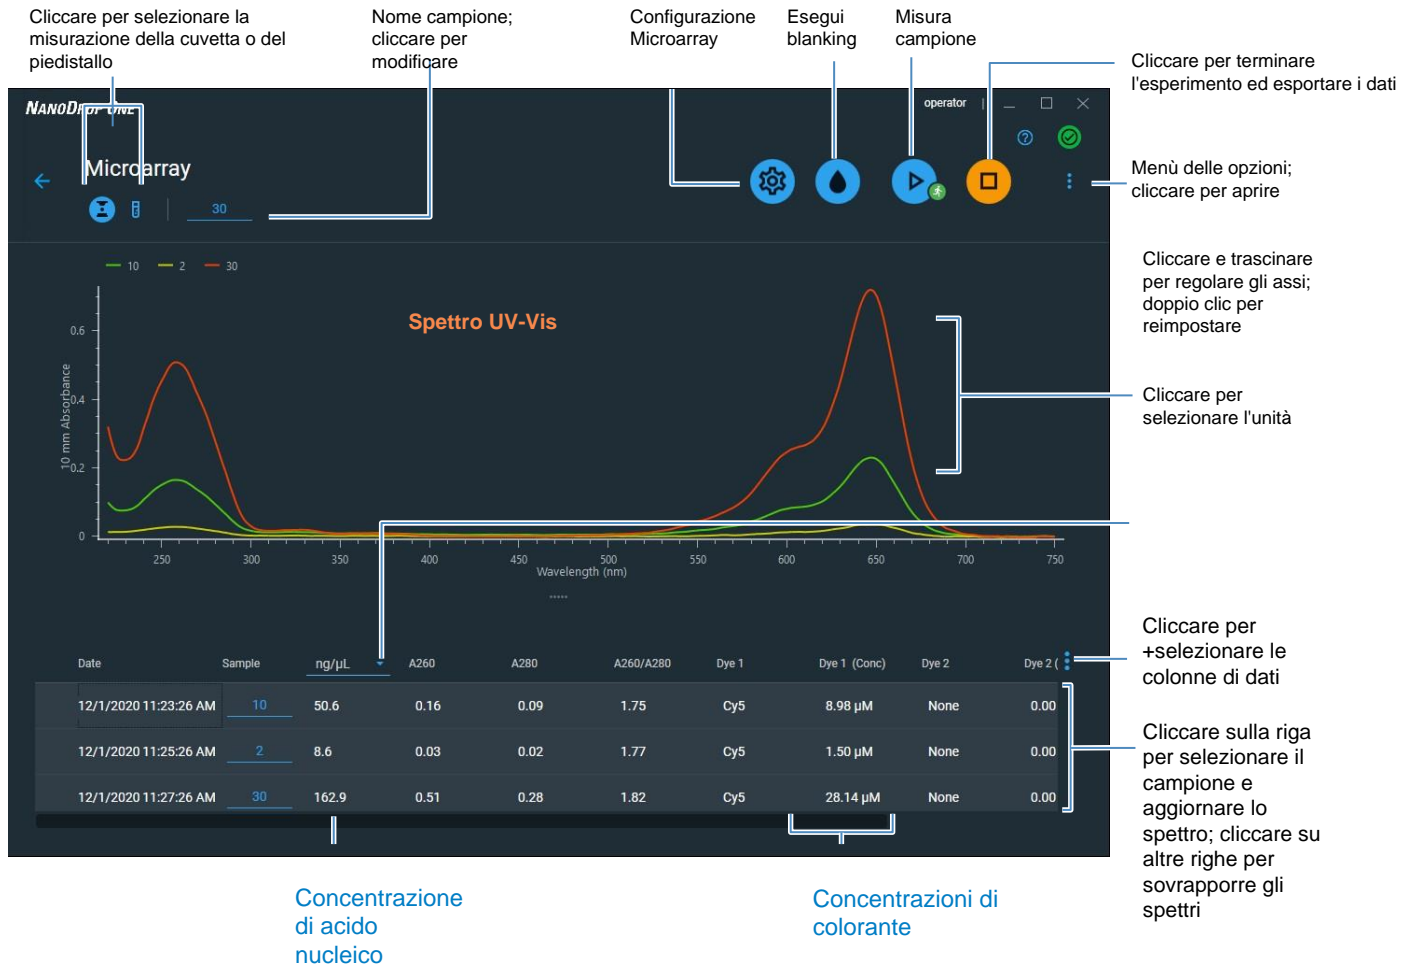 Cliccare per selezionare la
misurazione della cuvetta o del
piedistallo
Nome campione;
cliccare per
modificare
Configurazione
Microarray
Esegui
blanking
Misura
campione
Cliccare per terminare
l'esperimento ed esportare i dati
NANODROP ONE
operator
Microarray
30
Menù delle opzioni;
cliccare per aprire
10
2
30
Spettro UV-Vis
Cliccare e trascinare
per regolare gli assi;
doppio clic per
reimpostare
10 mm Absorbance
0.6
0.4
0.2
0
250
300
350
400
450
500
550
600
650
700
750
Wavelength (nm)
Cliccare per
selezionare l'unità
Date Sample ng/µL A260 A280 A260/A280 Dye 1 Dye 1 (Conc) Dye 2 Dye 2 (
12/1/2020 11:23:26 AM 10 50.6 0.16 0.09 1.75 Cy5 8.98 µM None 0.00
12/1/2020 11:25:26 AM 2 8.6 0.03 0.02 1.77 Cy5 1.50 µM None 0.00
12/1/2020 11:27:26 AM 30 162.9 0.51 0.28 1.82 Cy5 28.14 µM None 0.00
Cliccare per
+selezionare le
colonne di dati
Cliccare sulla riga
per selezionare il
campione e
aggiornare lo
spettro; cliccare su
altre righe per
sovrapporre gli
spettri
Concentrazione
di acido
nucleico
Concentrazioni di
colorante